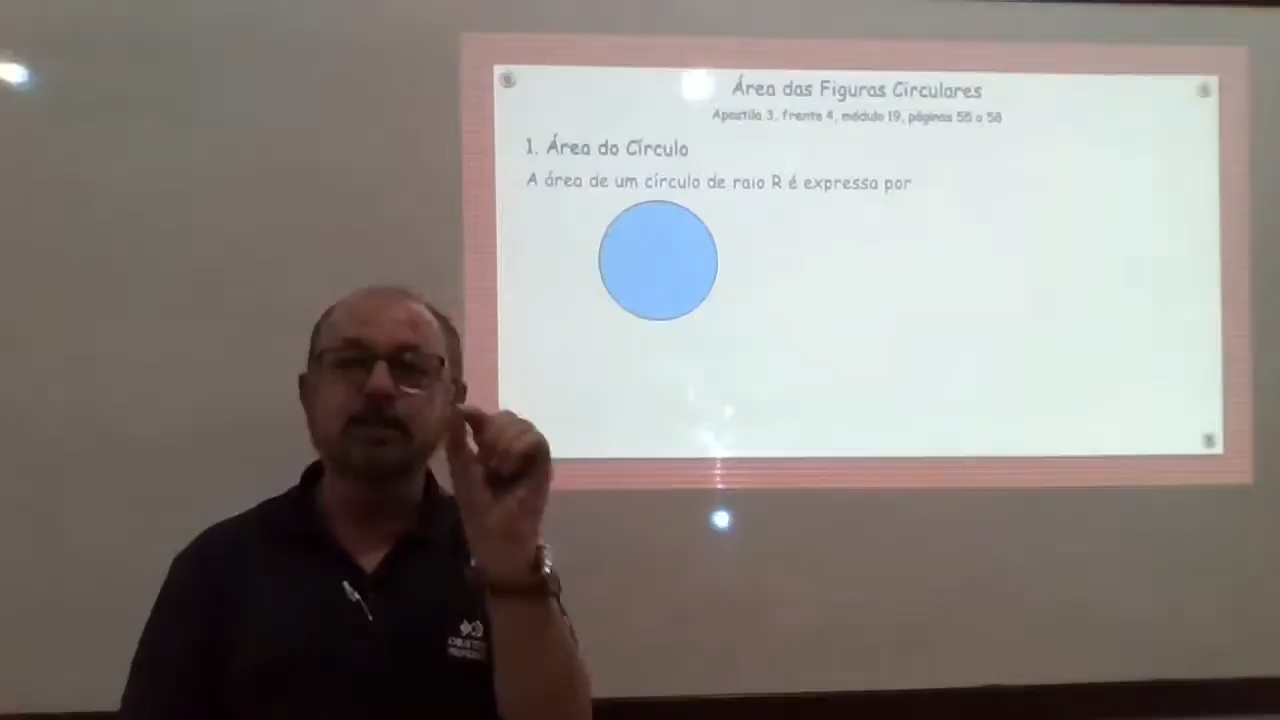 Área das Figuras Circulares
Apostila 3, frente 4, módulo 19, páginas 55 a 58
1. Área do Círculo
A área de um círculo de raio R é expressa por